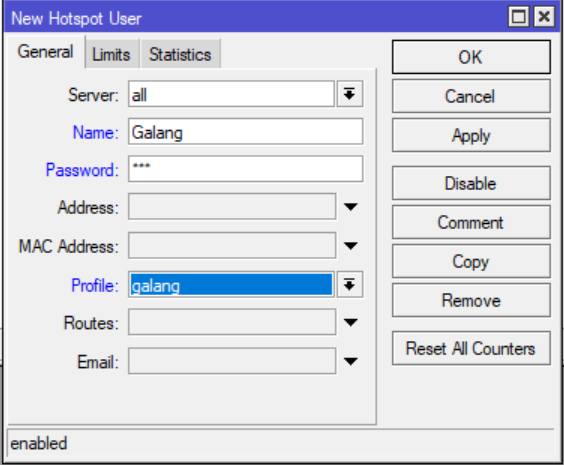 New Hotspot User
General Limits Statistics
Server: all
Name: Galang
Password: ***
Address:
MAC Address:
Profile: galang
Routes:
Email:
OK
Cancel
Apply
Disable
Comment
Copy
Remove
Reset All Counters
enabled